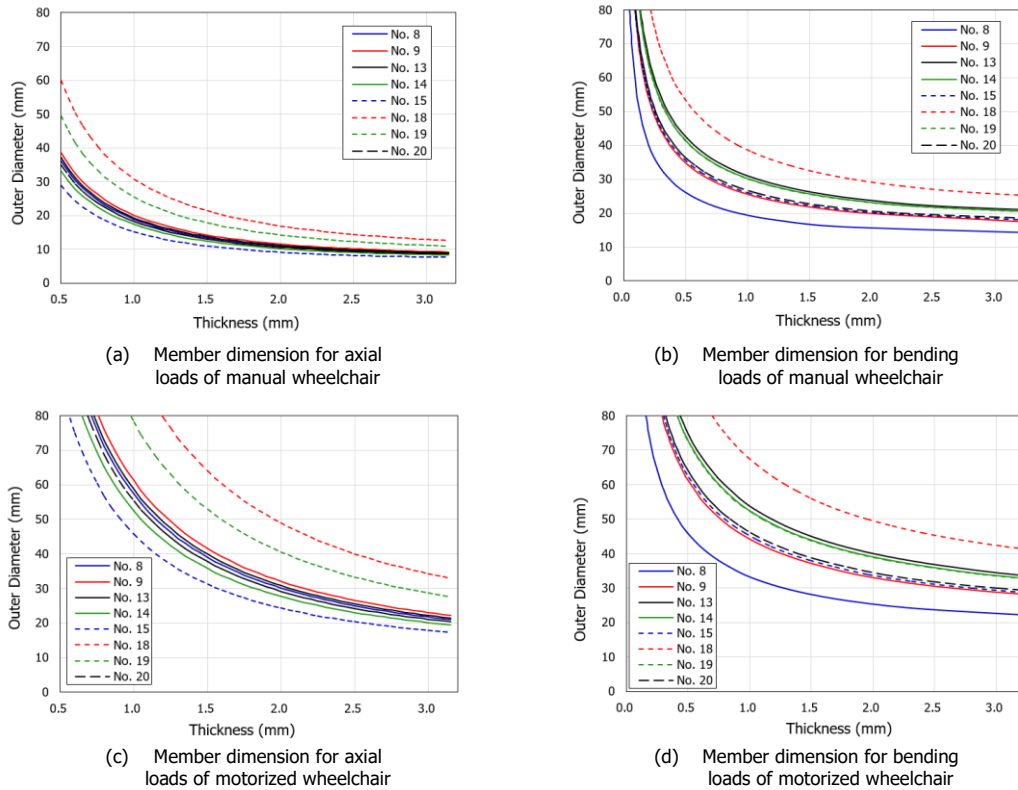 80
70
60
50
40
30
20
10
0
Outer Diameter (mm)
No. 8
No. 9
No. 13
No. 14
No. 15
No. 18
No. 19
No. 20
0.5 1.0 1.5 2.0 2.5 3.0
Thickness (mm)
(a) Member dimension for axial
loads of manual wheelchair
80
70
60
50
40
30
20
10
0
Outer Diameter (mm)
No. 8
No. 9
No. 13
No. 14
No. 15
No. 18
No. 19
No. 20
0.0 0.5 1.0 1.5 2.0 2.5 3.0
Thickness (mm)
(b) Member dimension for bending
loads of manual wheelchair
80
70
60
50
40
30
20
10
0
Outer Diameter (mm)
No. 8
No. 9
No. 13
No. 14
No. 15
No. 18
No. 19
No. 20
0.5 1.0 1.5 2.0 2.5 3.0
Thickness (mm)
(c) Member dimension for axial
loads of motorized wheelchair
80
70
60
50
40
30
20
10
0
Outer Diameter (mm)
No. 8
No. 9
No. 13
No. 14
No. 15
No. 18
No. 19
No. 20
0.0 0.5 1.0 1.5 2.0 2.5 3.0
Thickness (mm)
(d) Member dimension for bending
loads of motorized wheelchair